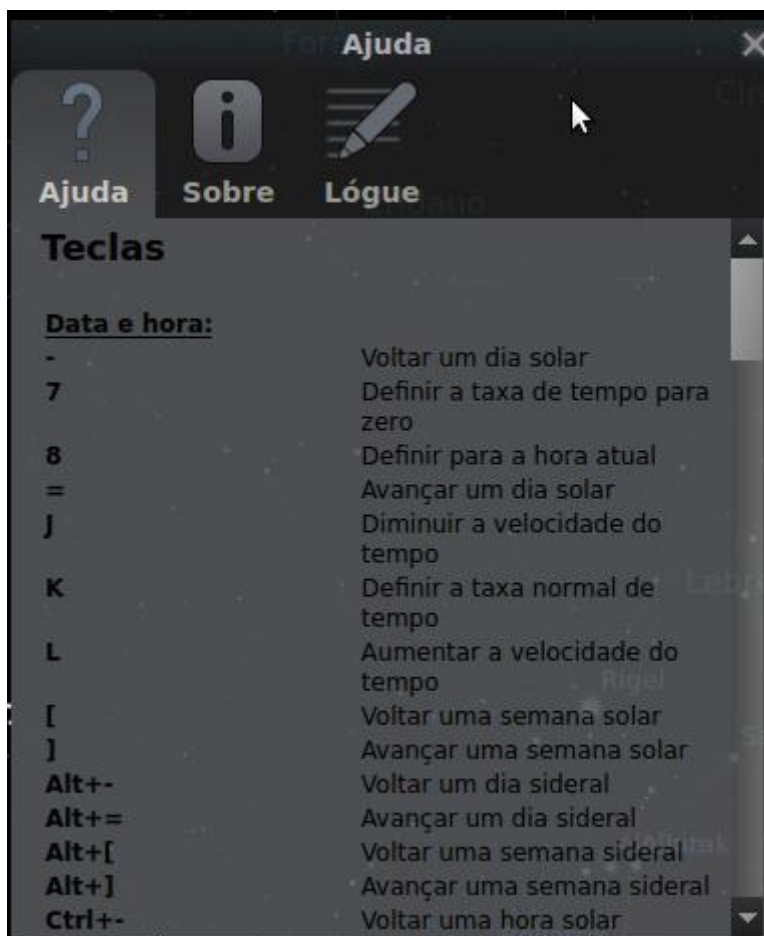 Ajuda
Ajuda Sobre Lógue
Teclas
Data e hora:
- Voltar um dia solar
7 Definir a taxa de tempo para
zero
8 Definir para a hora atual
= Avançar um dia solar
J Diminuir a velocidade do
tempo
K Definir a taxa normal de
tempo
L Aumentar a velocidade do
tempo
Rigel
[ Voltar uma semana solar
] Avançar uma semana solar
Alt+- Voltar um dia sideral
Alt+= Avançar um dia sideral
Alt+[ Voltar uma semana sideral
Alt+] Avançar uma semana sideral
Ctrl+- Voltar uma hora solar